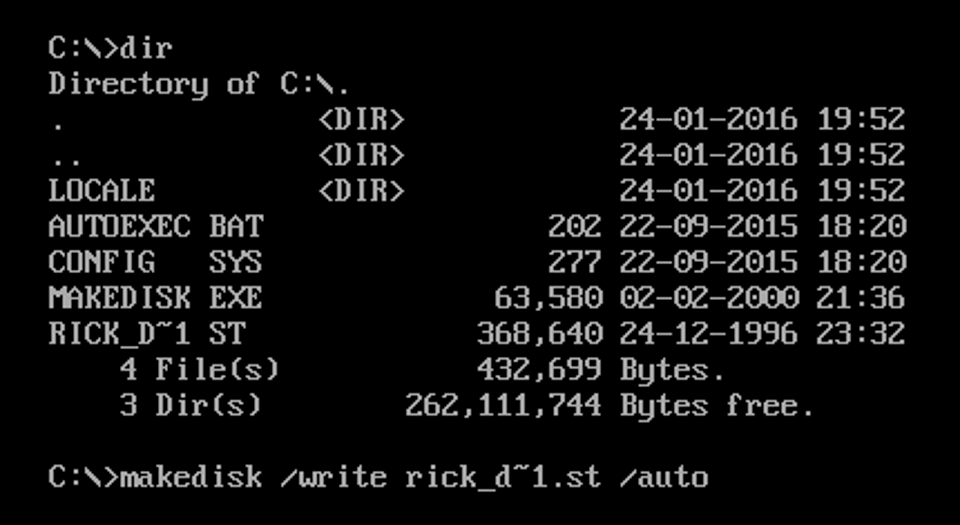 C:\>dir
Directory of C:\.
. <DIR> 24-01-2016 19:52
.. <DIR> 24-01-2016 19:52
LOCALE <DIR> 24-01-2016 19:52
AUTOEXEC BAT 202 22-09-2015 18:20
CONFIG SYS 277 22-09-2015 18:20
MAKEDISK EXE 63,580 02-02-2000 21:36
RICK_D~1 ST 368,640 24-12-1996 23:32
4 File(s) 432,699 Bytes.
3 Dir(s) 262,111,744 Bytes free.
C:\>makedisk /write rick_d~1.st /auto